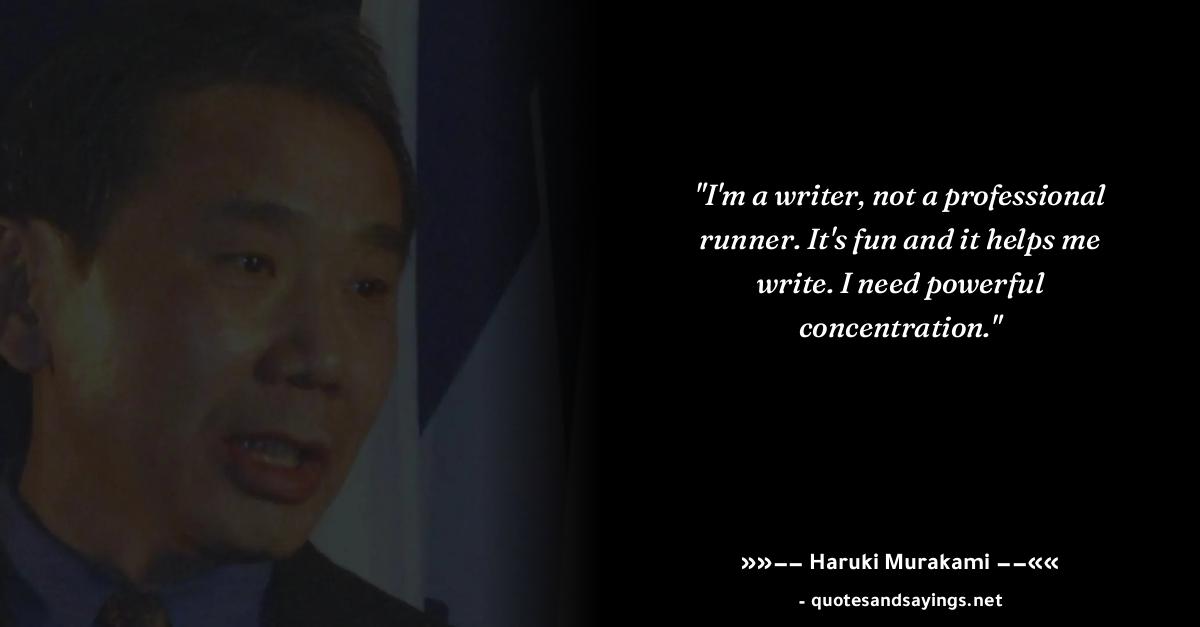 "I'm a writer, not a professional
runner. It's fun and it helps me
write. I need powerful
concentration."
»»−− Haruki Murakami −−««
- quotesandsayings.net